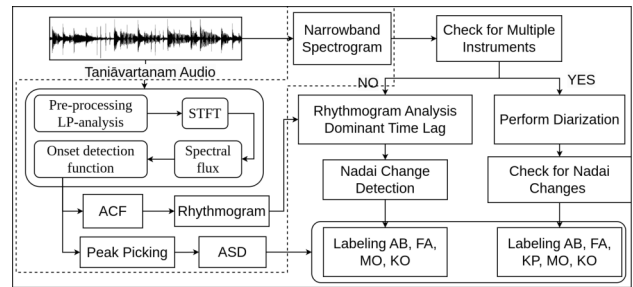 Narrowband
Spectrogram
Check for Multiple
Instruments
Taniāvartanam Audio
NO
YES
Pre-processing
LP-analysis
STFT
Rhythmogram Analysis
Dominant Time Lag
Perform Diarization
Onset detection
function
Spectral
flux
Nadai Change
Detection
Check for Nadai
Changes
ACF
Rhythmogram
Peak Picking
ASD
Labeling AB, FA,
MO, KO
Labeling AB, FA,
KP, MO, KO